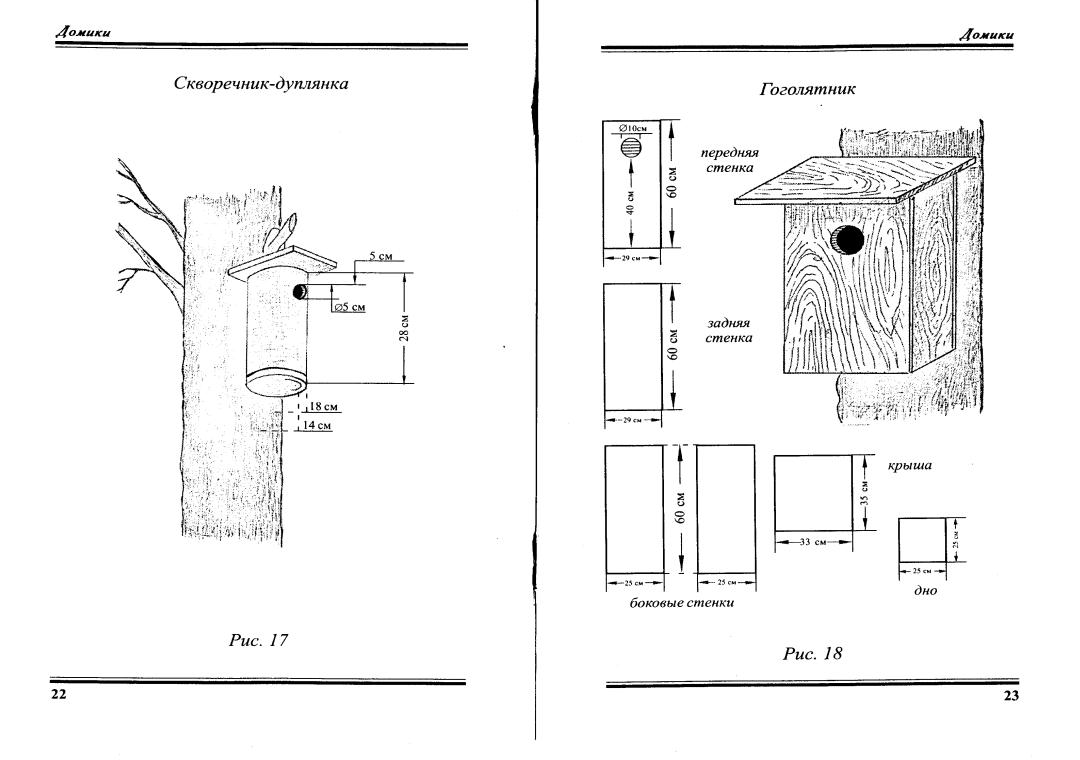 Домики
Скворечник-дуплянка
5 см
∅5 см
28 см
18 см
14 см
Рис. 17
22
Домики
Гоголятник
∅10см
40 см
60 см
29 см
передняя
стенка
60 см
29 см
задняя
стенка
60 см
25 см
25 см
боковые стенки
35 см
33 см
крыша
25 см
25 см
дно
Рис. 18
23